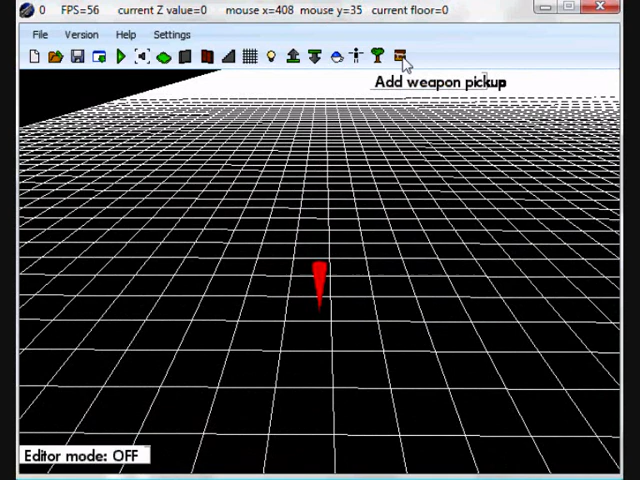 0 FPS=56 current Z value=0 mouse x=408 mouse y=35 current floor=0
File Version Help Settings
Add weapon pickup
Editor mode: OFF